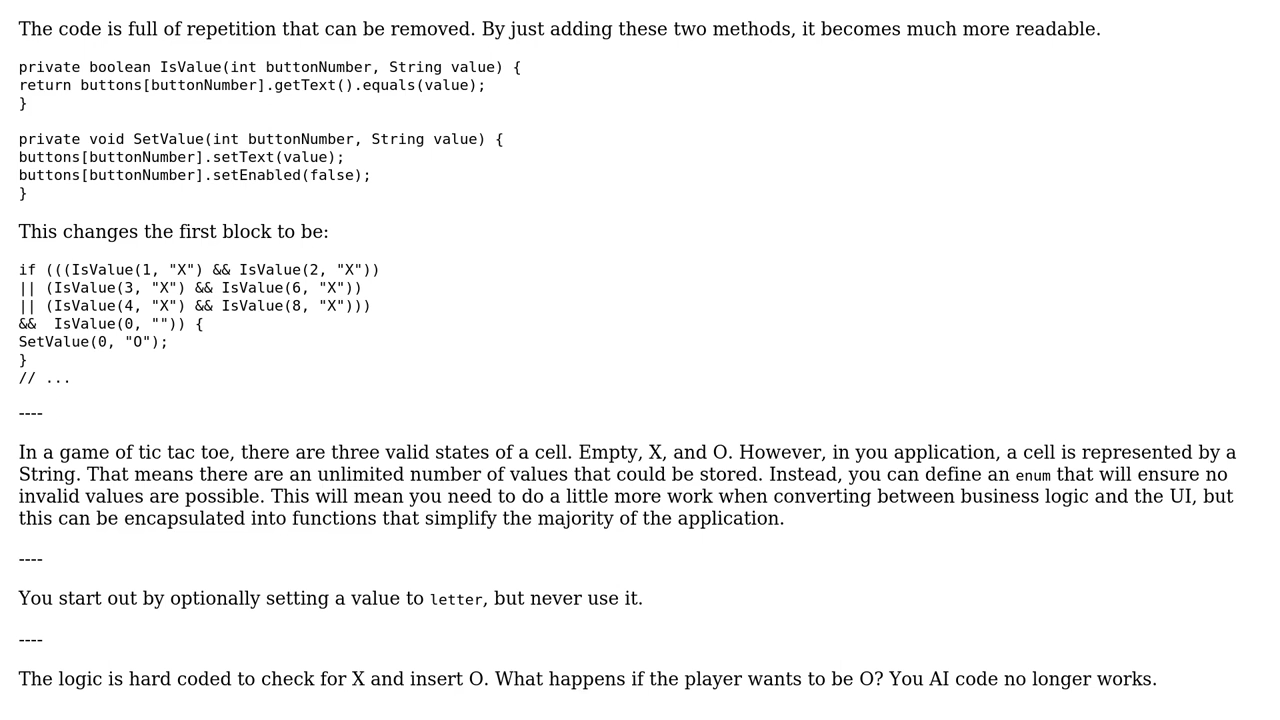 The code is full of repetition that can be removed. By just adding these two methods, it becomes much more readable.
private boolean IsValue(int buttonNumber, String value) {
return buttons[buttonNumber].getText().equals(value);
}
private void SetValue(int buttonNumber, String value) {
buttons[buttonNumber].setText(value);
buttons[buttonNumber].setEnabled(false);
}
This changes the first block to be:
if (((IsValue(1, "X") && IsValue(2, "X"))
|| (IsValue(3, "X") && IsValue(6, "X"))
|| (IsValue(4, "X") && IsValue(8, "X")))
&&  IsValue(0, "")) {
SetValue(0, "O");
}
// ...
----
In a game of tic tac toe, there are three valid states of a cell. Empty, X, and O. However, in you application, a cell is represented by a
String. That means there are an unlimited number of values that could be stored. Instead, you can define an enum that will ensure no
invalid values are possible. This will mean you need to do a little more work when converting between business logic and the UI, but
this can be encapsulated into functions that simplify the majority of the application.
----
You start out by optionally setting a value to letter, but never use it.
----
The logic is hard coded to check for X and insert O. What happens if the player wants to be O? You AI code no longer works.